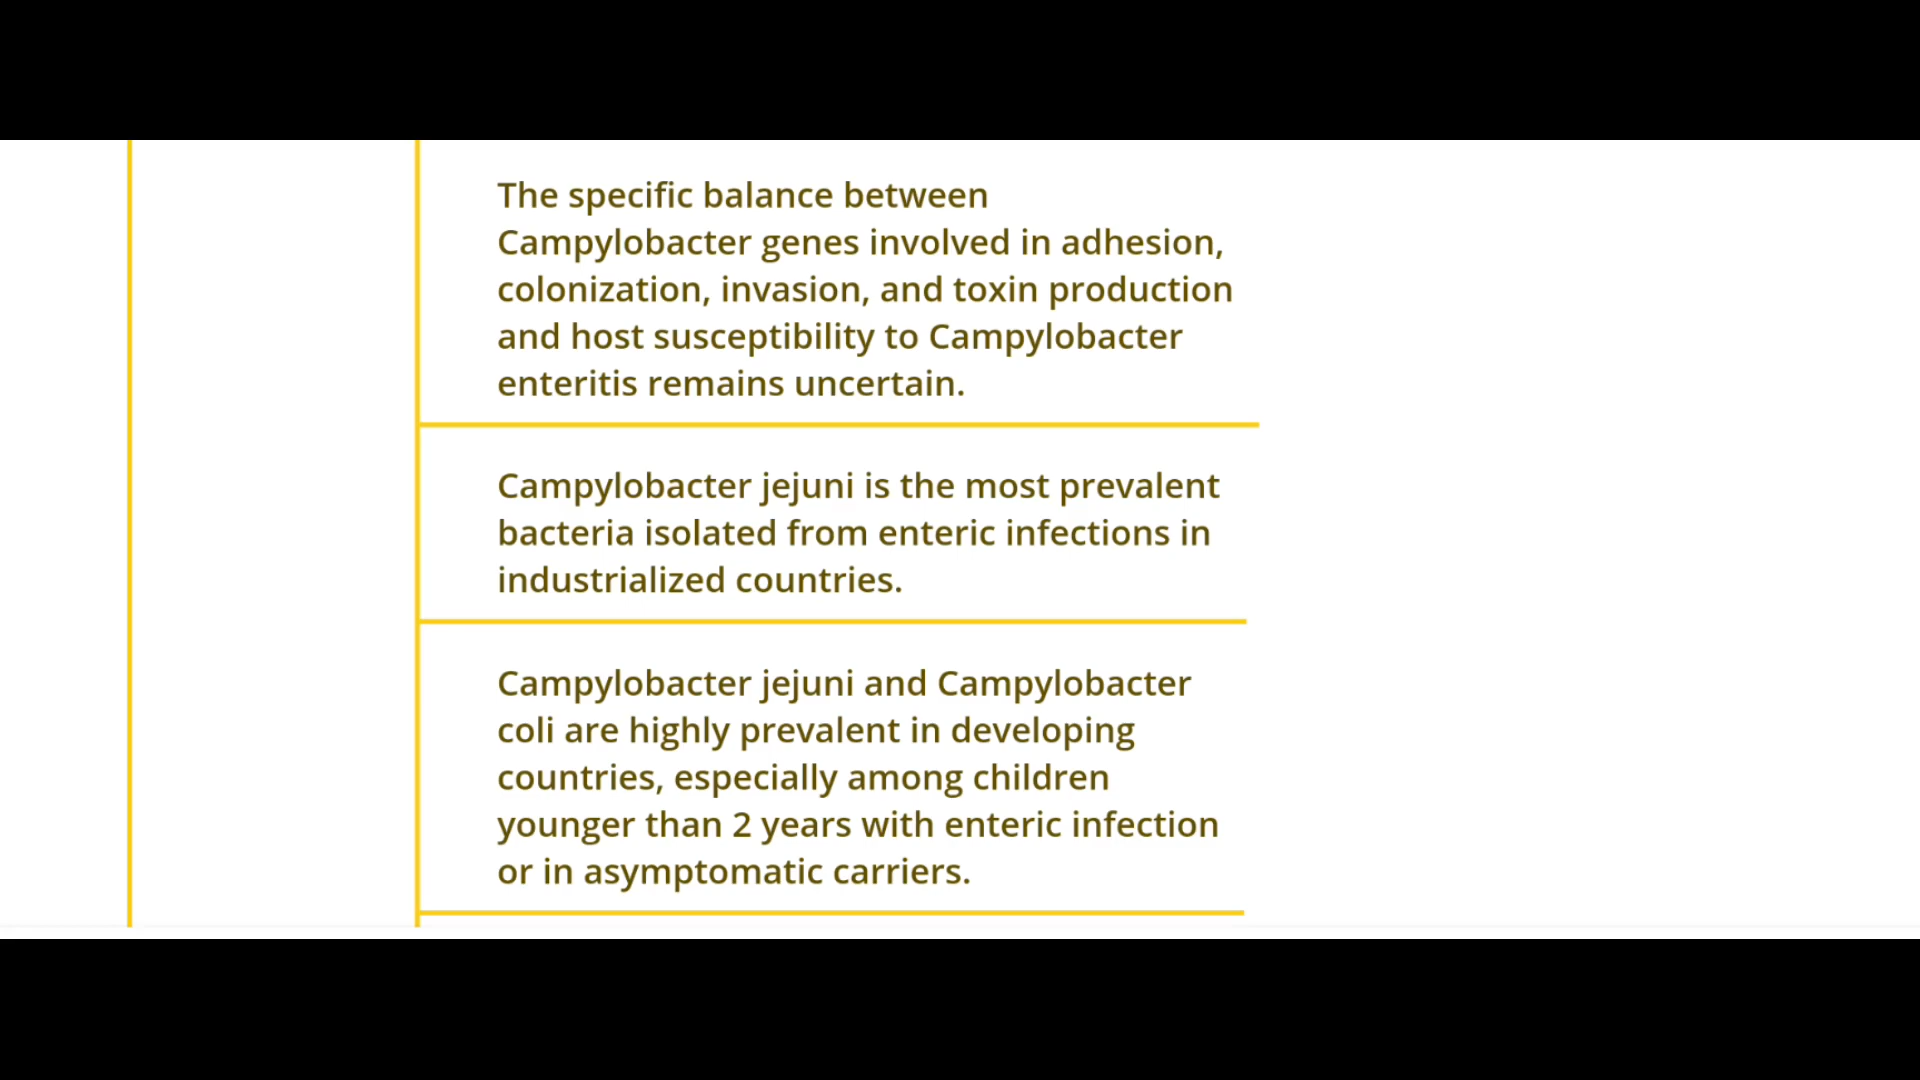 The specific balance between
Campylobacter genes involved in adhesion,
colonization, invasion, and toxin production
and host susceptibility to Campylobacter
enteritis remains uncertain.
Campylobacter jejuni is the most prevalent
bacteria isolated from enteric infections in
industrialized countries.
Campylobacter jejuni and Campylobacter
coli are highly prevalent in developing
countries, especially among children
younger than 2 years with enteric infection
or in asymptomatic carriers.